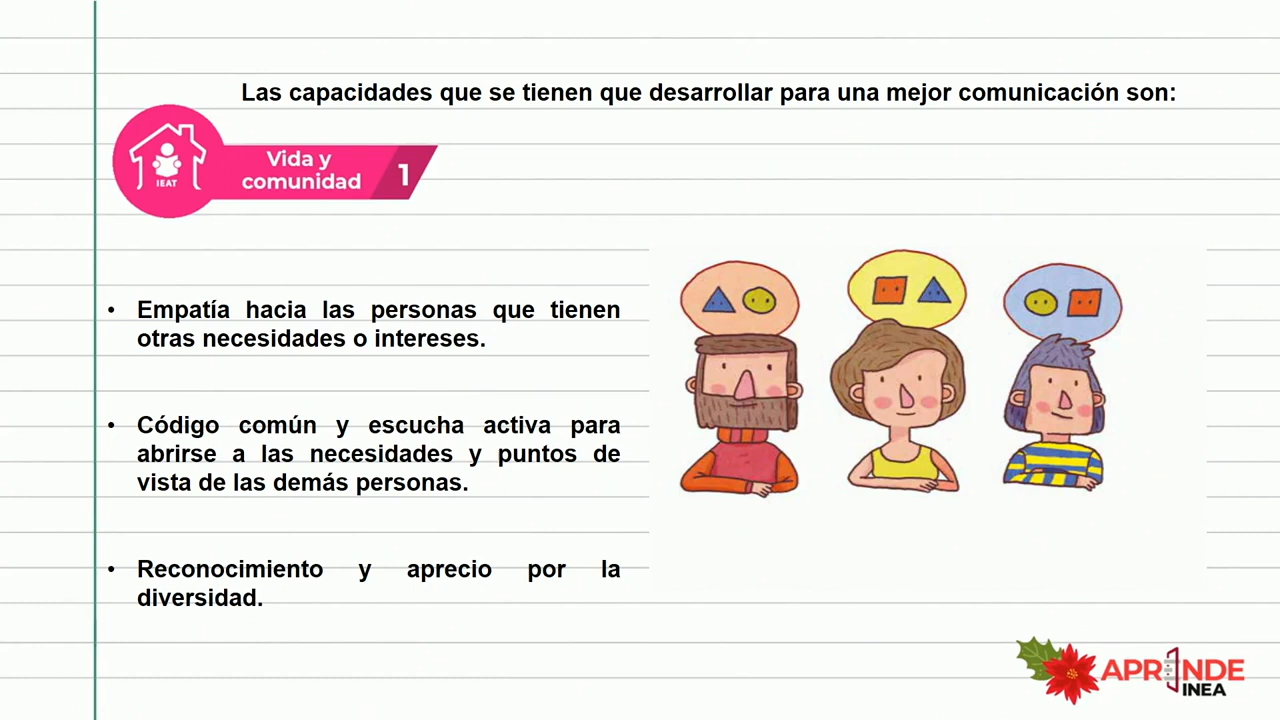 Las capacidades que se tienen que desarrollar para una mejor comunicación son:
IEAT
Vida y
comunidad
1
• Empatía hacia las personas que tienen
otras necesidades o intereses.
• Código común y escucha activa para
abrirse a las necesidades y puntos de
vista de las demás personas.
• Reconocimiento y aprecio por la
diversidad.
APRENDE
INEA